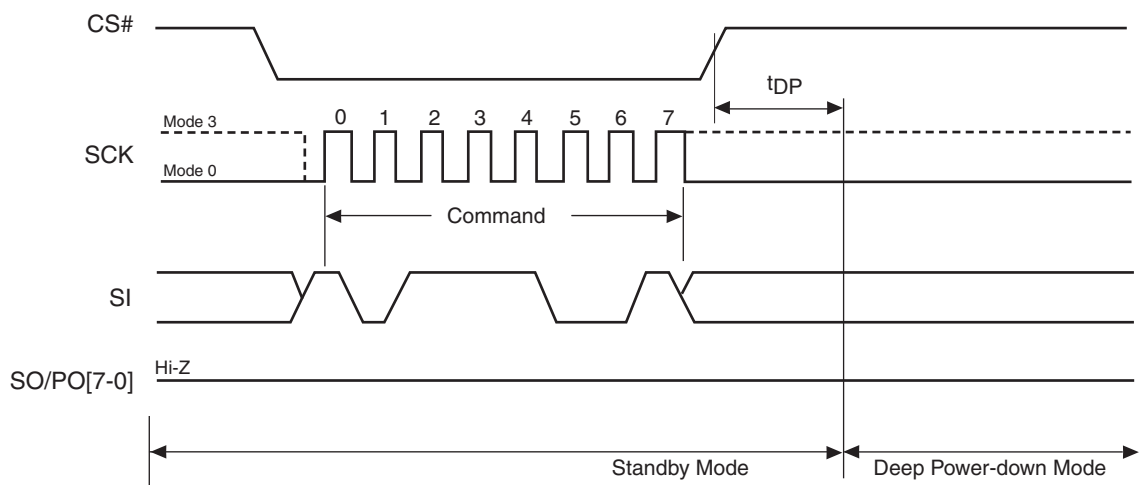 CS#
tDP
Mode 3
0 1 2 3 4 5 6 7
SCK
Mode 0
Command
SI
Hi-Z
SO/PO[7-0]
Standby Mode
Deep Power-down Mode